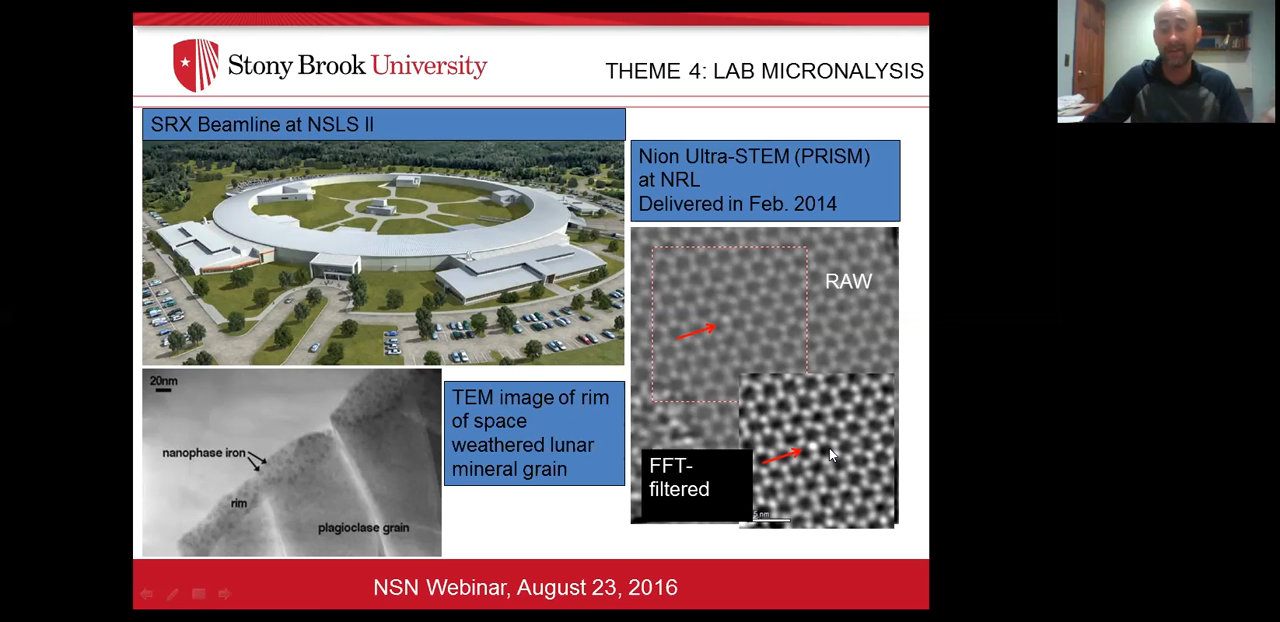 Stony Brook University
THEME 4: LAB MICRONALYSIS
SRX Beamline at NSLS II
Nion Ultra-STEM (PRISM)
at NRL
Delivered in Feb. 2014
RAW
20nm
nanophase iron
rim
plagioclase grain
TEM image of rim
of space
weathered lunar
mineral grain
FFT-
filtered
5 nm
NSN Webinar, August 23, 2016